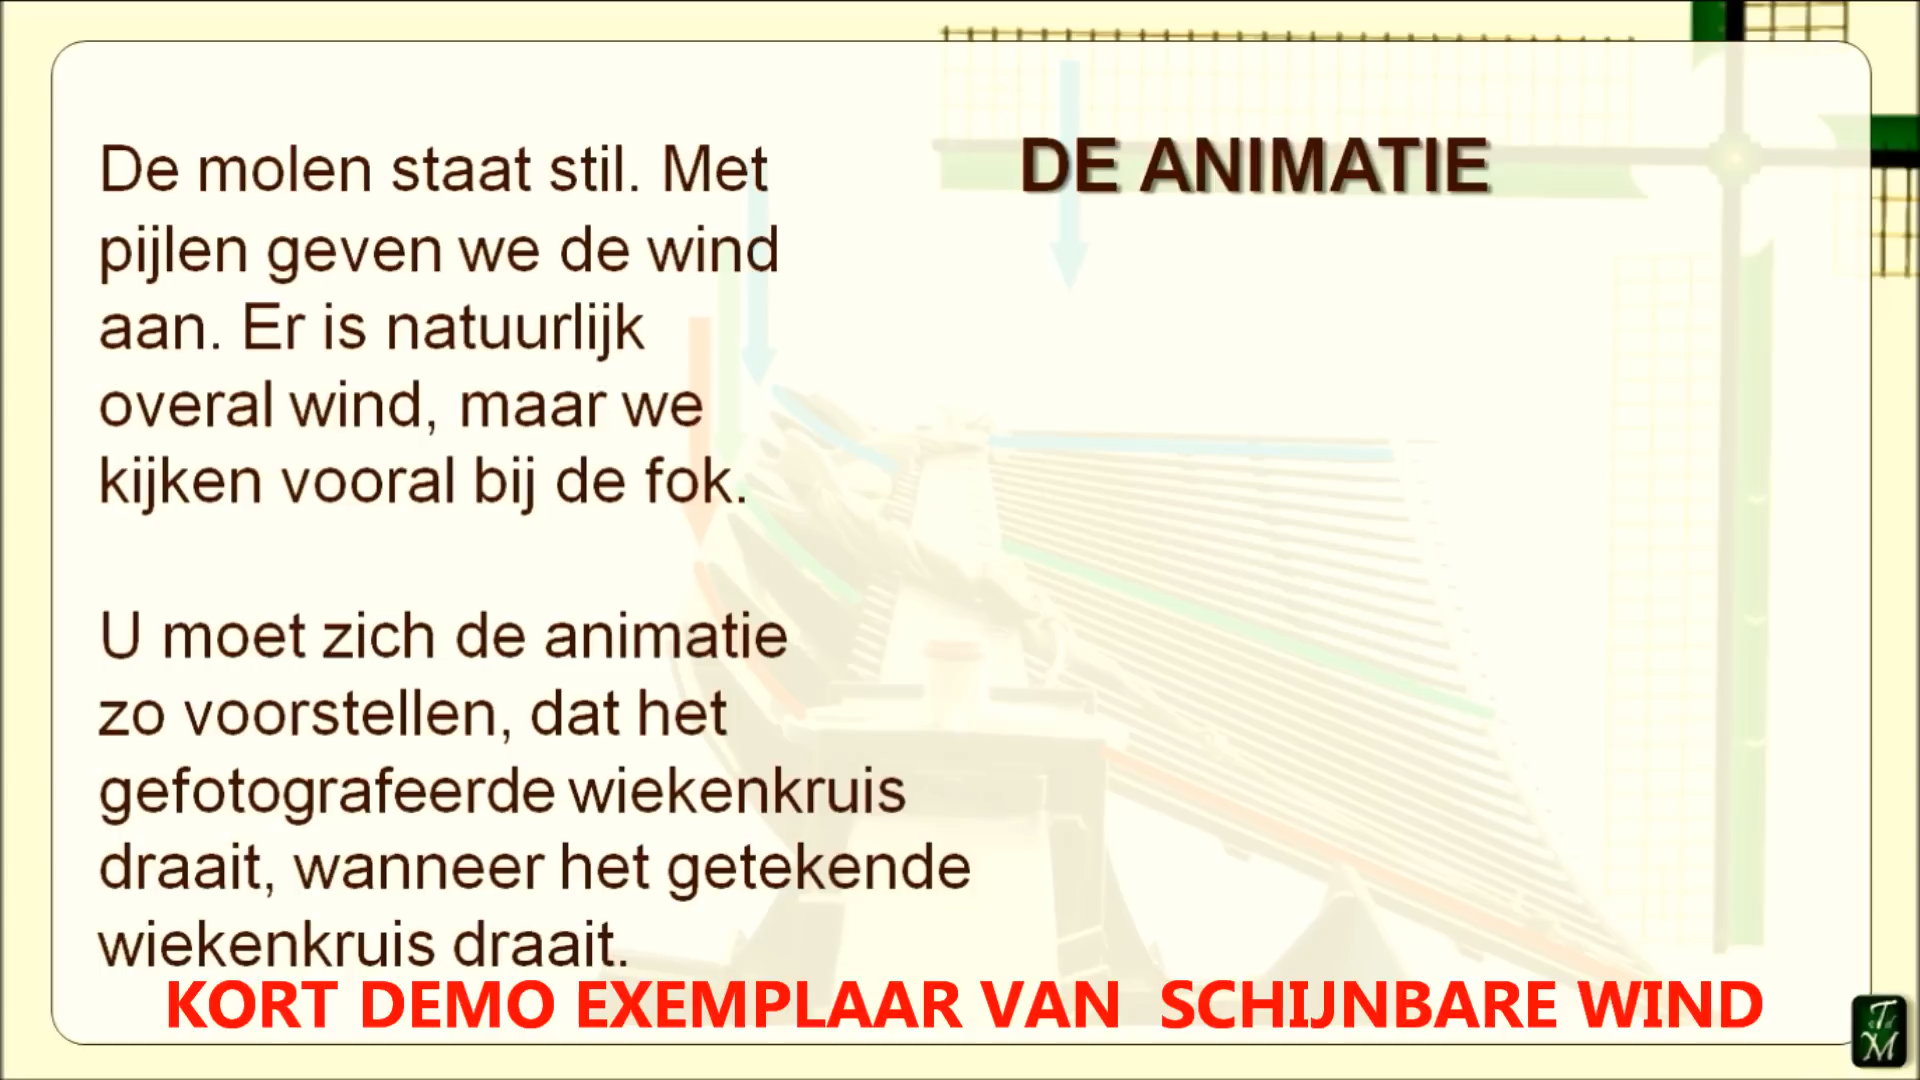 DE ANIMATIE
De molen staat stil. Met
pijlen geven we de wind
aan. Er is natuurlijk
overal wind, maar we
kijken vooral bij de fok.
U moet zich de animatie
zo voorstellen, dat het
gefotografeerde wiekenkruis
draait, wanneer het getekende
wiekenkruis draait.
KORT DEMO EXEMPLAAR VAN SCHIJNBARE WIND